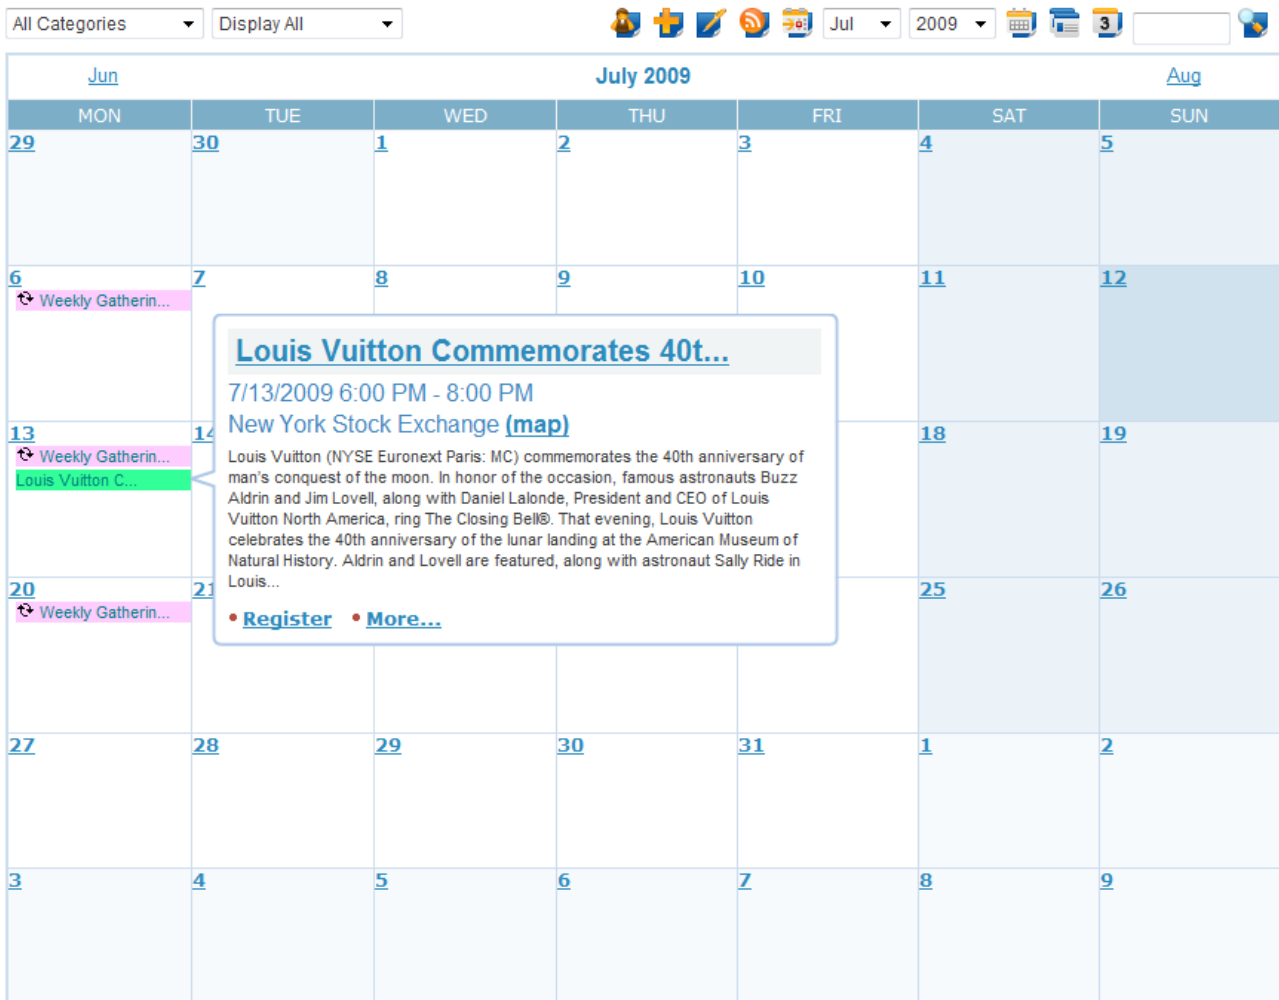 All Categories Display All Jul 2009 3
Jun July 2009 Aug
MON TUE WED THU FRI SAT SUN
29 30 1 2 3 4 5
6 7 8 9 10 11 12
Weekly Gatherin...
Louis Vuitton Commemorates 40t...
7/13/2009 6:00 PM - 8:00 PM
New York Stock Exchange (map)
Louis Vuitton (NYSE Euronext Paris: MC) commemorates the 40th anniversary of
man's conquest of the moon. In honor of the occasion, famous astronauts Buzz
Aldrin and Jim Lovell, along with Daniel Lalonde, President and CEO of Louis
Vuitton North America, ring The Closing Bell®. That evening, Louis Vuitton
celebrates the 40th anniversary of the lunar landing at the American Museum of
Natural History. Aldrin and Lovell are featured, along with astronaut Sally Ride in
Louis...
• Register • More...
13 14 18 19
Weekly Gatherin...
Louis Vuitton C...
20 21 25 26
Weekly Gatherin...
27 28 29 30 31 1 2
3 4 5 6 7 8 9